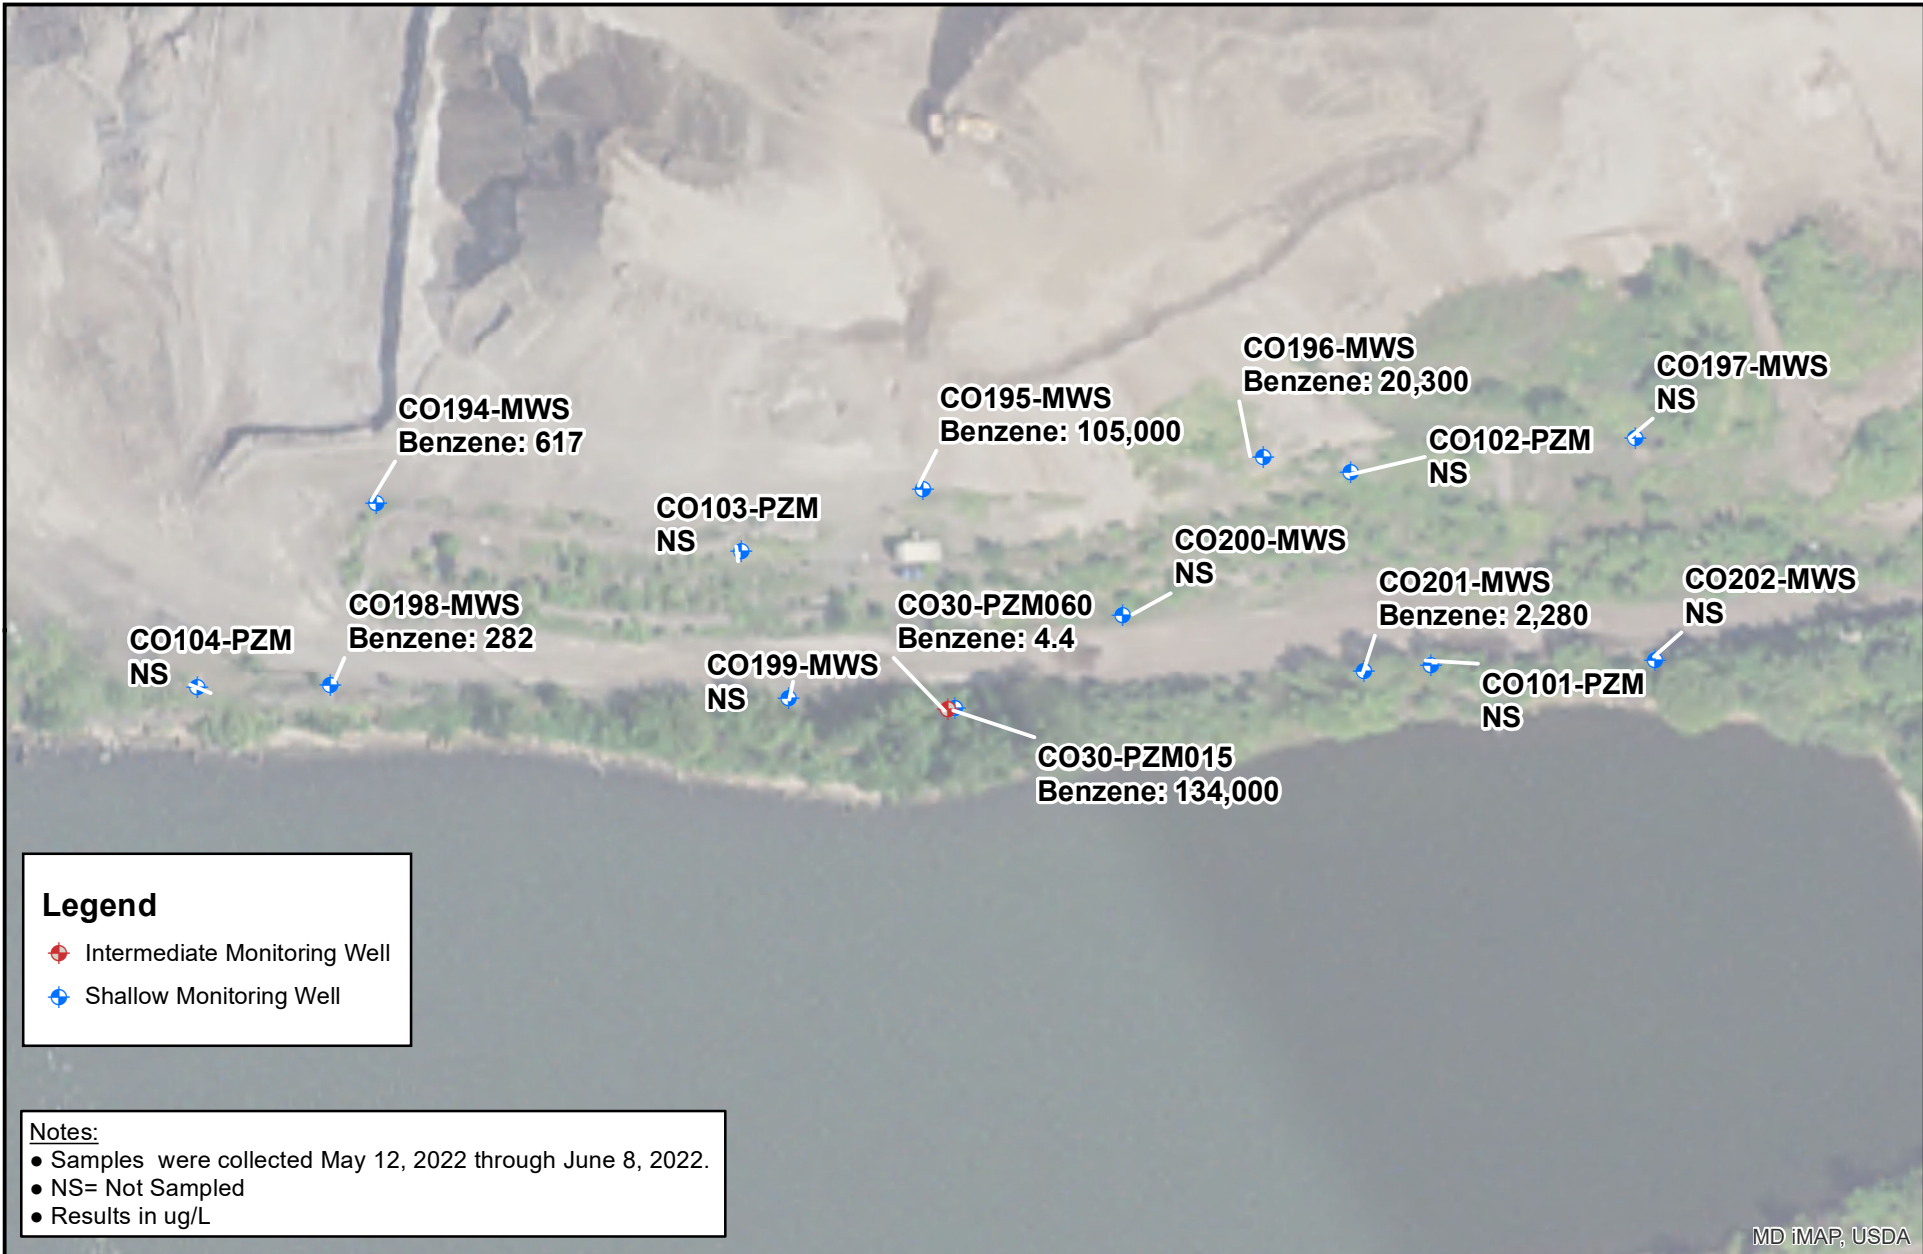 CO196-MWS
Benzene: 20,300
CO197-MWS
NS
CO194-MWS
Benzene: 617
CO195-MWS
Benzene: 105,000
CO102-PZM
NS
CO103-PZM
NS
CO200-MWS
NS
CO201-MWS
Benzene: 2,280
CO202-MWS
NS
CO198-MWS
Benzene: 282
CO30-PZM060
Benzene: 4.4
CO104-PZM
NS
CO199-MWS
NS
CO101-PZM
NS
CO30-PZM015
Benzene: 134,000
Legend
Intermediate Monitoring Well
Shallow Monitoring Well
Notes:
● Samples  were collected May 12, 2022 through June 8, 2022.
● NS= Not Sampled
● Results in ug/L
MD iMAP, USDA